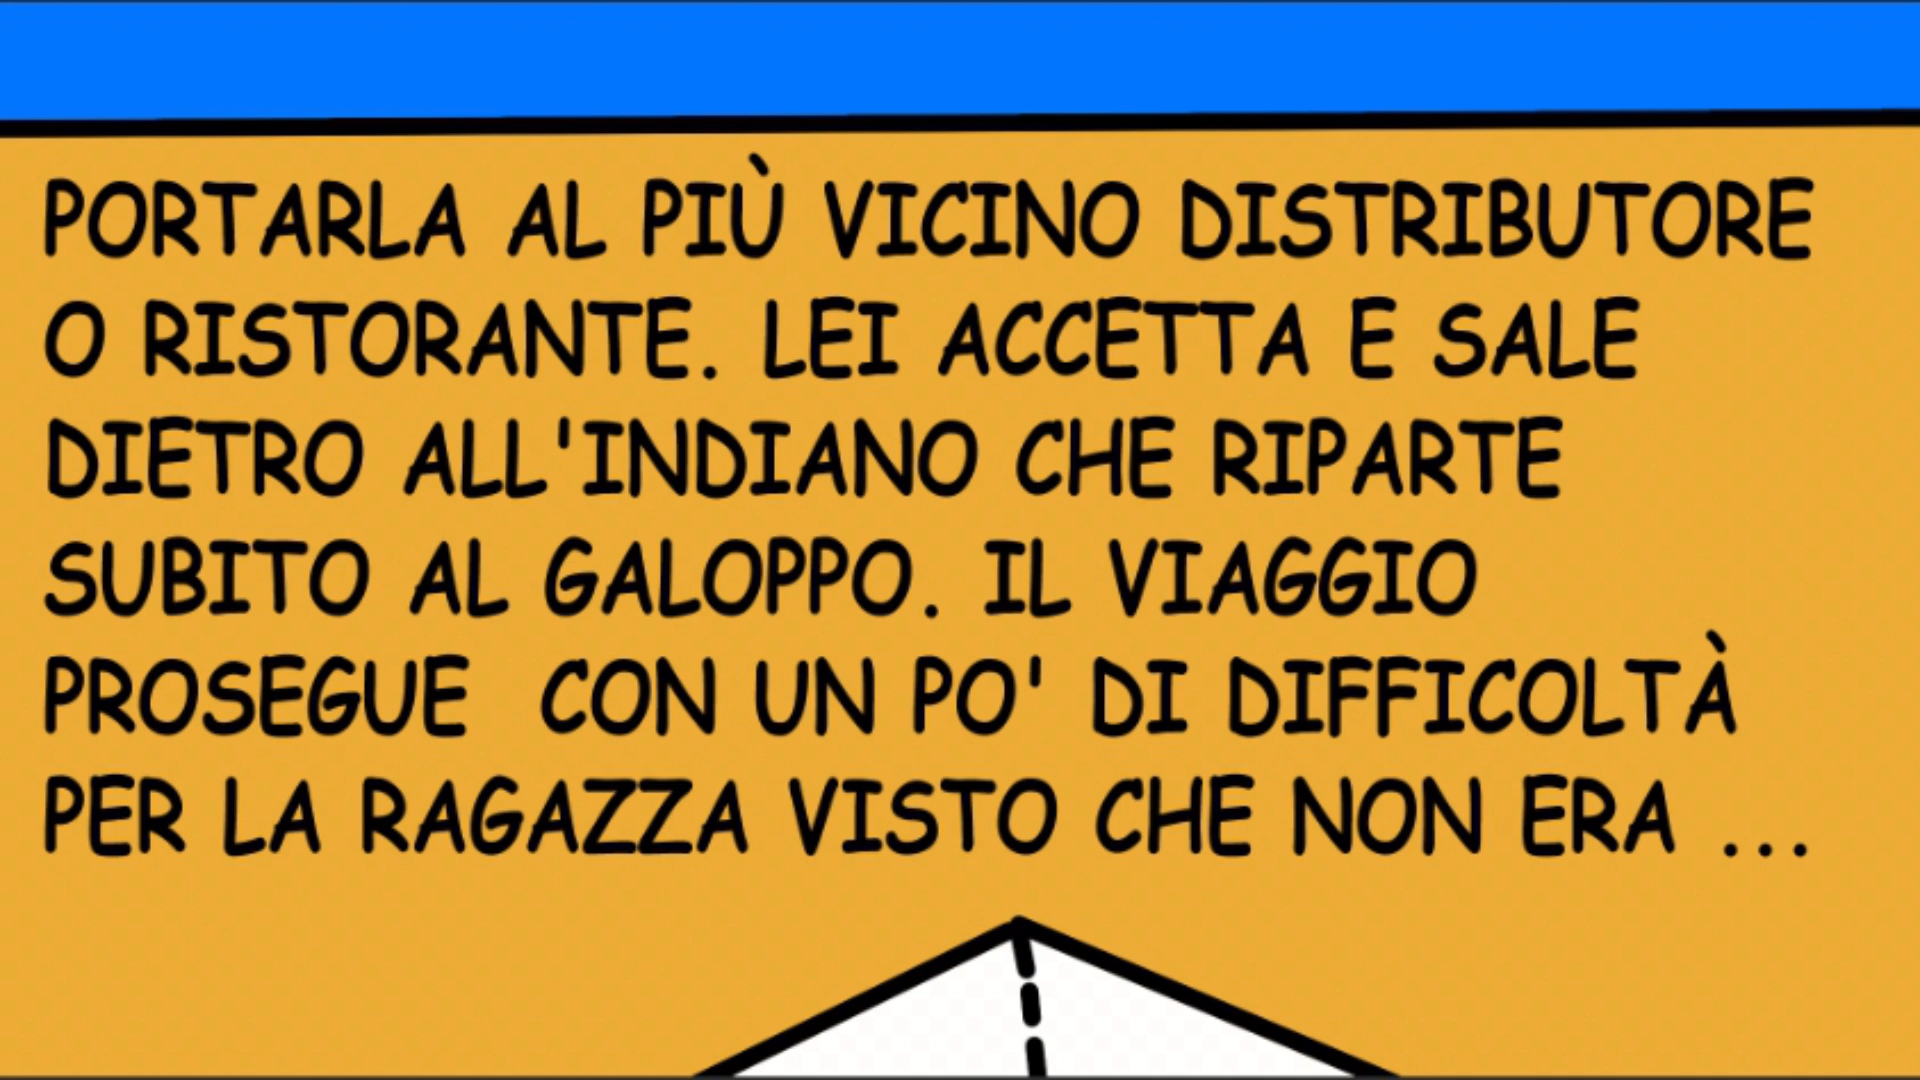 PORTARLA AL PIÙ VICINO DISTRIBUTORE
O RISTORANTE. LEI ACCETTA E SALE
DIETRO ALL'INDIANO CHE RIPARTE
SUBITO AL GALOPPO. IL VIAGGIO
PROSEGUE  CON UN PO' DI DIFFICOLTÀ
PER LA RAGAZZA VISTO CHE NON ERA ...